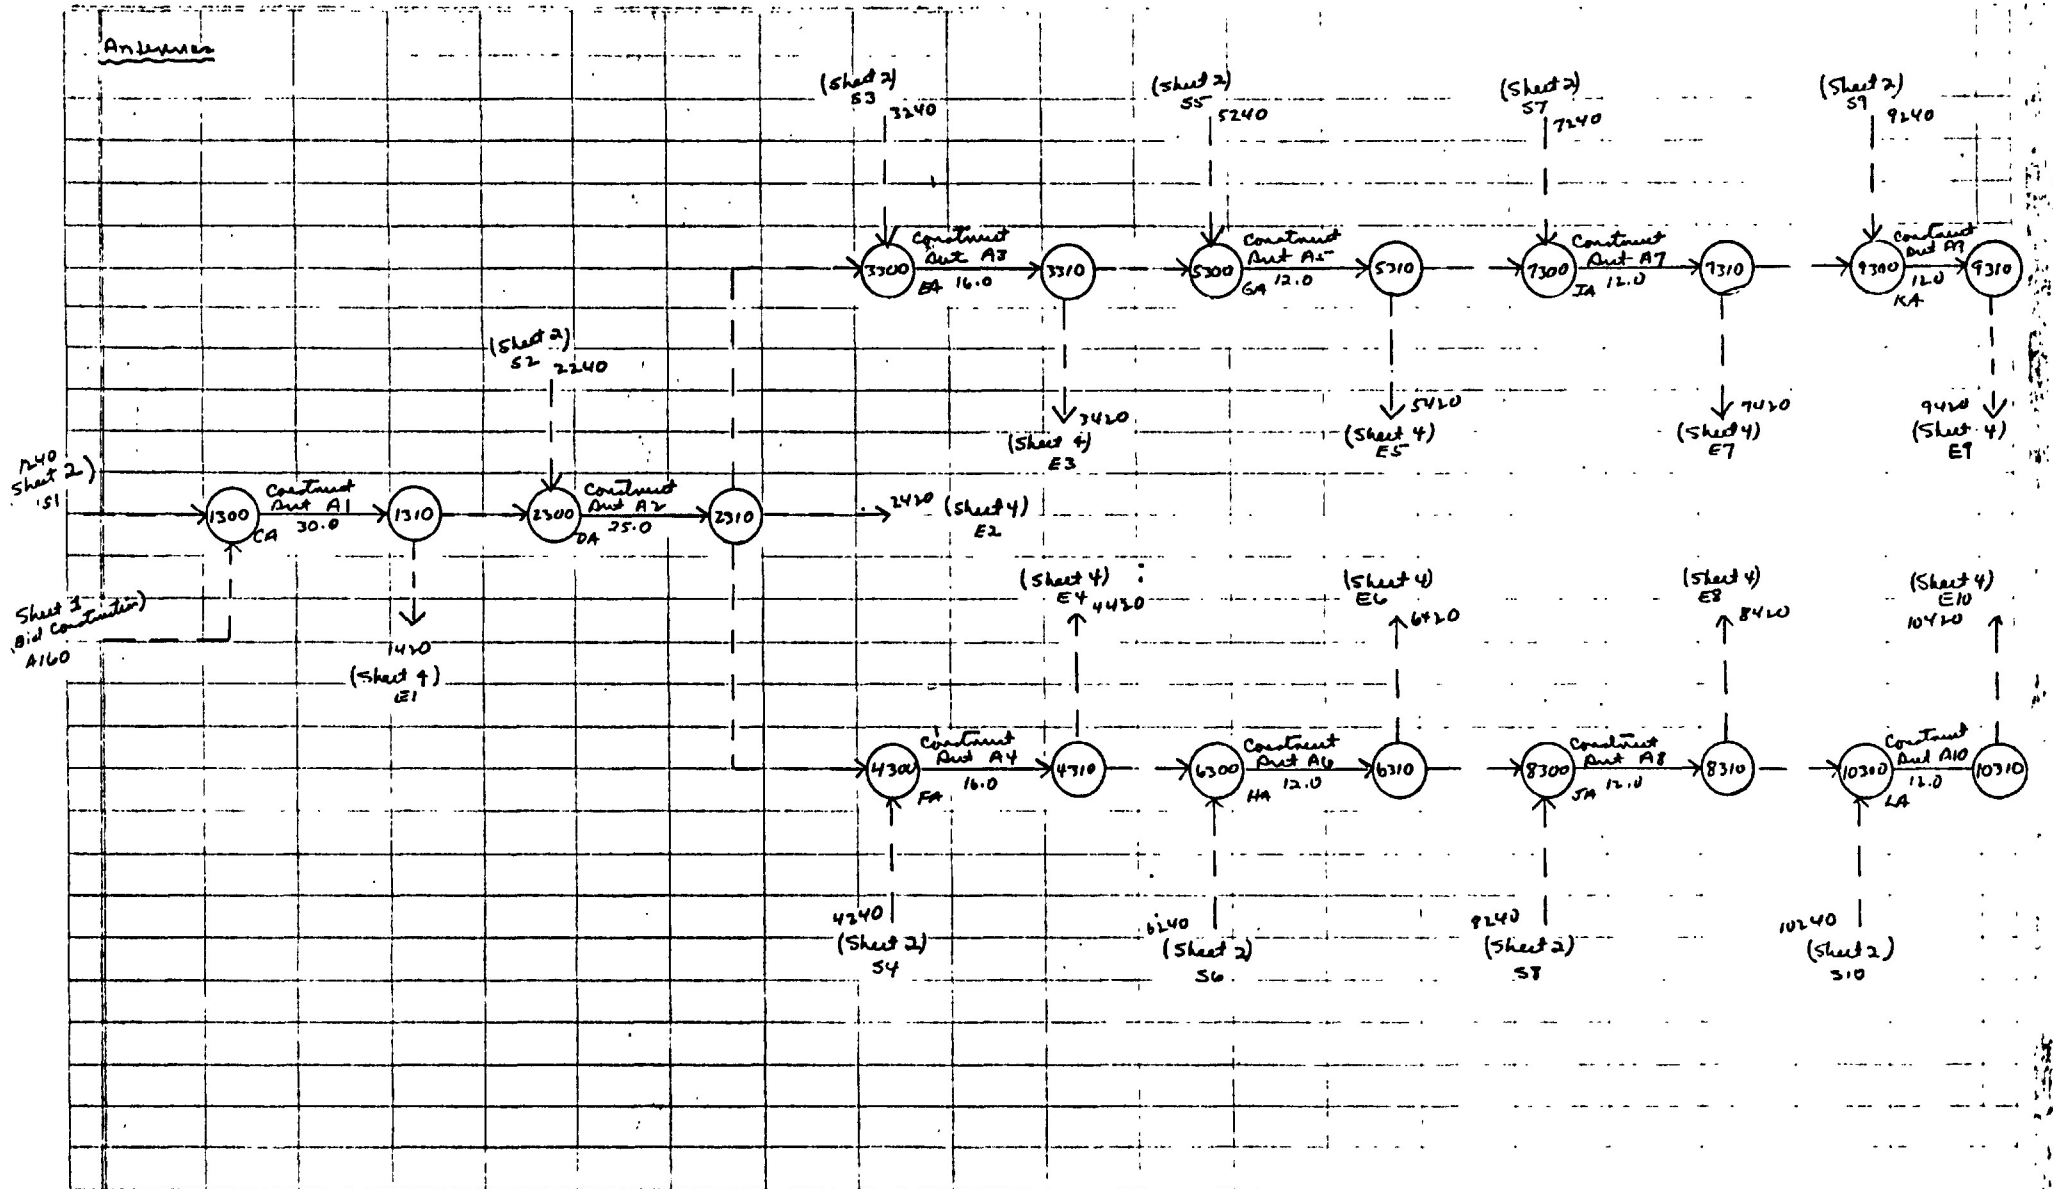 Antennas
(Sheet 2)
S3
3240
(Sheet 2)
S5
5240
(Sheet 2)
S7
7240
(Sheet 2)
S9
9240
3300
Construct
Ant A3
EA 16.0
3310
5300
Construct
Ant A5
GA 12.0
5310
7300
Construct
Ant A7
IA 12.0
7310
9300
Construct
Ant A9
12.0
KA
9310
(Sheet 2)
S2
2240
3420
(Sheet 4)
E3
5420
(Sheet 4)
E5
7420
(Sheet 4)
E7
9420
(Sheet 4)
E9
1240
Sheet 2)
S1
1300
Construct
Ant A1
CA 30.0
1310
2300
Construct
Ant A2
DA 25.0
2310
2420 (Sheet 4)
E2
Sheet 1
Bid Construction)
A160
1420
(Sheet 4)
E1
(Sheet 4)
E4
4420
(Sheet 4)
E6
6420
(Sheet 4)
E8
8420
(Sheet 4)
E10
10420
4300
Construct
Ant A4
FA 16.0
4310
6300
Construct
Ant A6
HA 12.0
6310
8300
Construct
Ant A8
JA 12.0
8310
10300
Construct
Ant A10
12.0
LA
10310
4240
(Sheet 2)
S4
6240
(Sheet 2)
S6
8240
(Sheet 2)
S8
10240
(Sheet 2)
S10